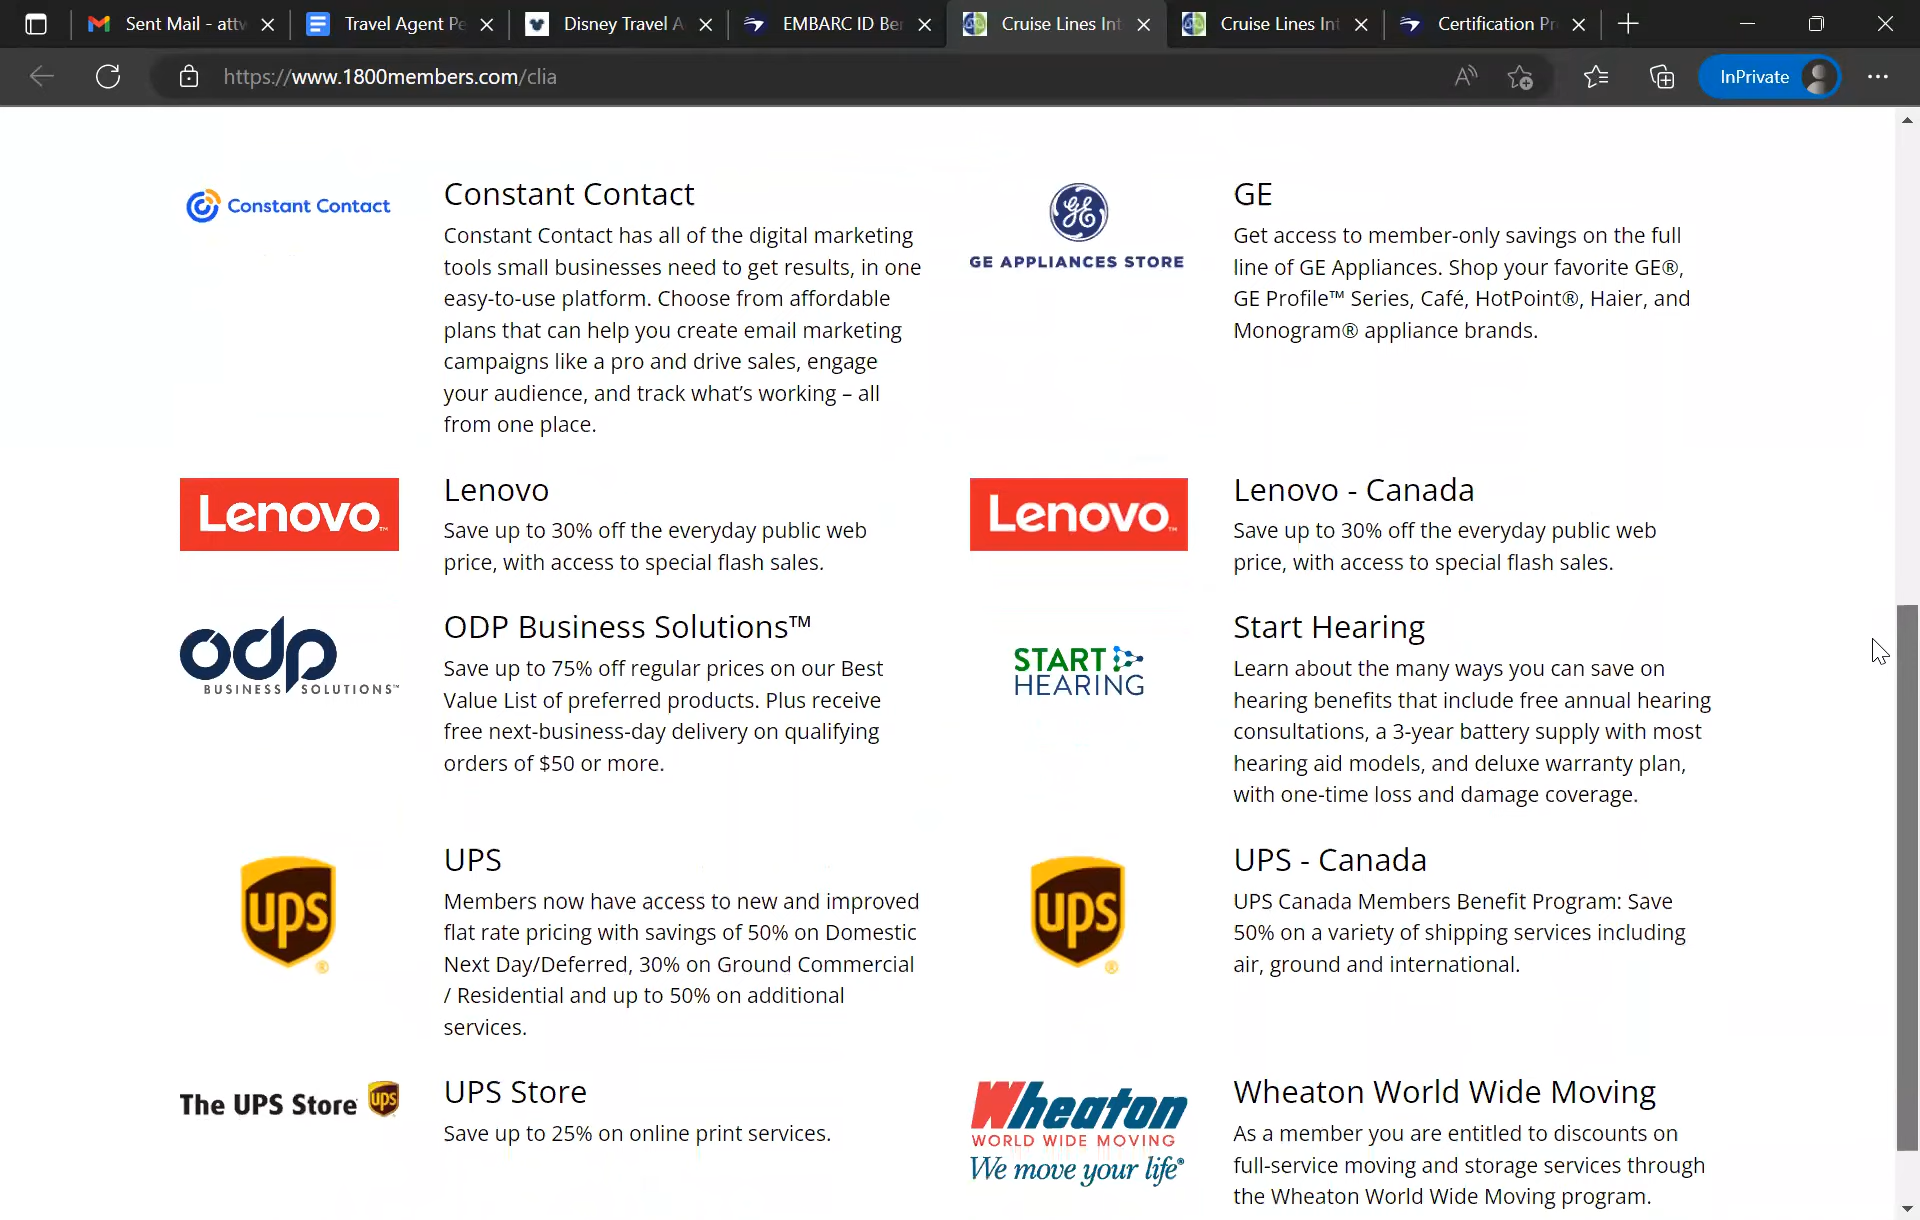 Sent Mail - attw
Travel Agent Pe
Disney Travel A
EMBARC ID Ber
Cruise Lines Int
Cruise Lines Int
Certification Pr
https://www.1800members.com/clia
InPrivate
Constant Contact
Constant Contact
Constant Contact has all of the digital marketing
tools small businesses need to get results, in one
easy-to-use platform. Choose from affordable
plans that can help you create email marketing
campaigns like a pro and drive sales, engage
your audience, and track what's working – all
from one place.
GE APPLIANCES STORE
GE
Get access to member-only savings on the full
line of GE Appliances. Shop your favorite GE®,
GE Profile™ Series, Café, HotPoint®, Haier, and
Monogram® appliance brands.
Lenovo™
Lenovo
Save up to 30% off the everyday public web
price, with access to special flash sales.
Lenovo™
Lenovo - Canada
Save up to 30% off the everyday public web
price, with access to special flash sales.
odp
BUSINESS SOLUTIONS™
ODP Business Solutions™
Save up to 75% off regular prices on our Best
Value List of preferred products. Plus receive
free next-business-day delivery on qualifying
orders of $50 or more.
START
HEARING
Start Hearing
Learn about the many ways you can save on
hearing benefits that include free annual hearing
consultations, a 3-year battery supply with most
hearing aid models, and deluxe warranty plan,
with one-time loss and damage coverage.
ups®
UPS
Members now have access to new and improved
flat rate pricing with savings of 50% on Domestic
Next Day/Deferred, 30% on Ground Commercial
/ Residential and up to 50% on additional
services.
ups®
UPS - Canada
UPS Canada Members Benefit Program: Save
50% on a variety of shipping services including
air, ground and international.
The UPS Store ups
UPS Store
Save up to 25% on online print services.
Wheaton
WORLD WIDE MOVING
We move your life®
Wheaton World Wide Moving
As a member you are entitled to discounts on
full-service moving and storage services through
the Wheaton World Wide Moving program.